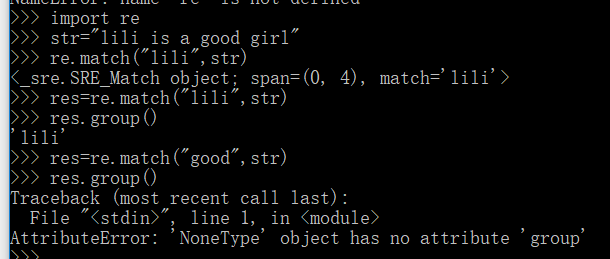 NameError: name 're' is not defined
>>> import re
>>> str="lili is a good girl"
>>> re.match("lili",str)
<_sre.SRE_Match object; span=(0, 4), match='lili'>
>>> res=re.match("lili",str)
>>> res.group()
'lili'
>>> res=re.match("good",str)
>>> res.group()
Traceback (most recent call last):
  File "<stdin>", line 1, in <module>
AttributeError: 'NoneType' object has no attribute 'group'
>>>